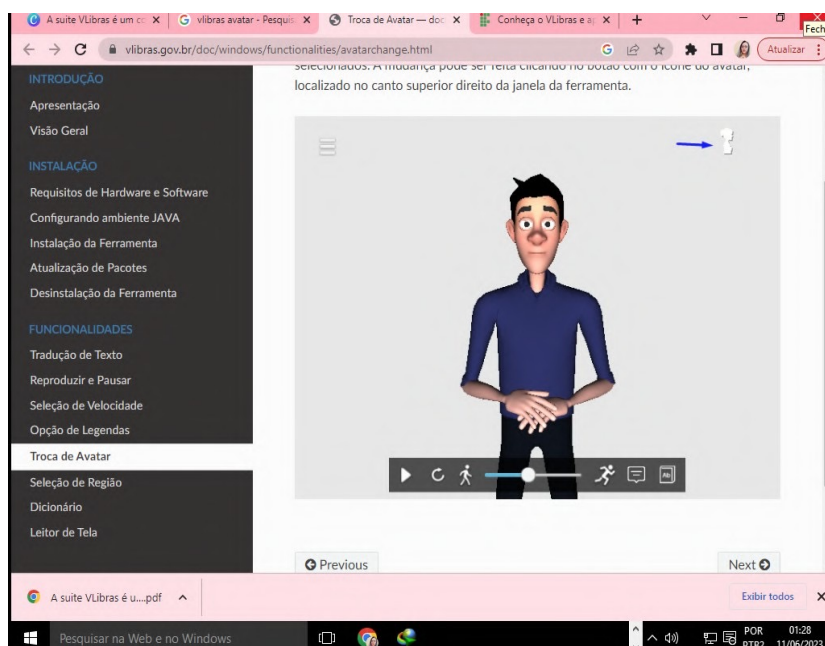 A suite VLibras é um c
vlibras avatar - Pesquis
Troca de Avatar — doc
Conheça o VLibras e a
Fech
vlibras.gov.br/doc/windows/functionalities/avatarchange.html
Atualizar
selecionados. A mudança pode ser feita clicando no botão com o ícone do avatar,
localizado no canto superior direito da janela da ferramenta.
INTRODUÇÃO
Apresentação
Visão Geral
INSTALAÇÃO
Requisitos de Hardware e Software
Configurando ambiente JAVA
Instalação da Ferramenta
Atualização de Pacotes
Desinstalação da Ferramenta
FUNCIONALIDADES
Tradução de Texto
Reproduzir e Pausar
Seleção de Velocidade
Opção de Legendas
Troca de Avatar
Seleção de Região
Dicionário
Leitor de Tela
Previous
Next
A suite VLibras é u....pdf
Exibir todos
Pesquisar na Web e no Windows
POR
PTB2
01:28
11/06/2023